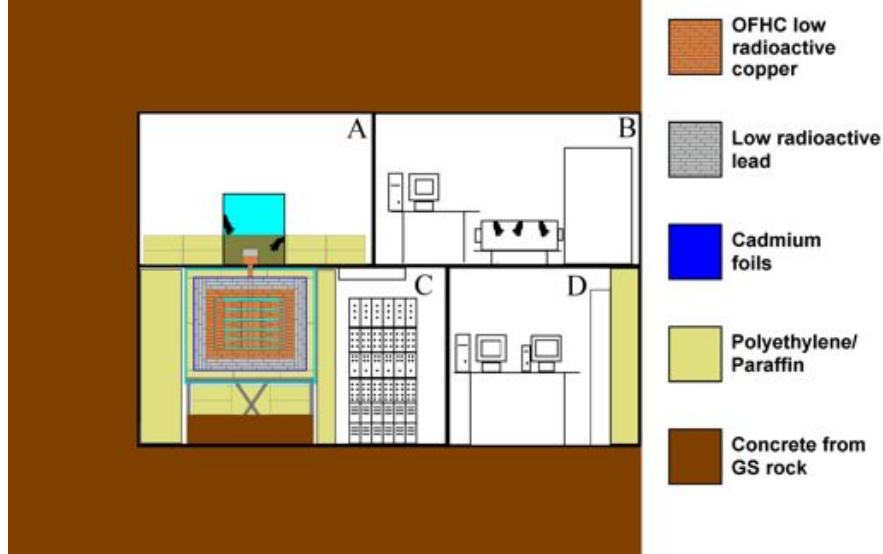 A
B
C
D
OFHC low
radioactive
copper
Low radioactive
lead
Cadmium
foils
Polyethylene/
Paraffin
Concrete from
GS rock